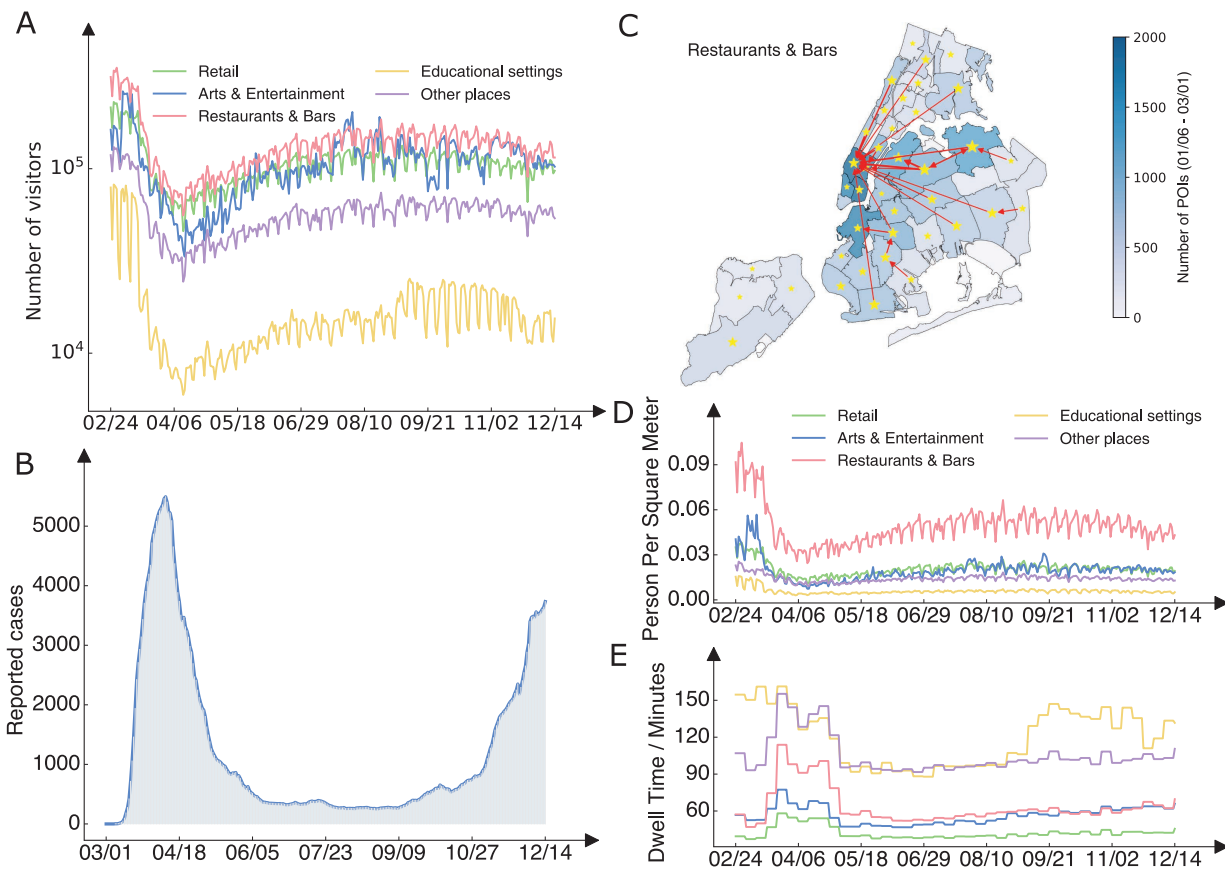 A
Number of visitors
Retail
Arts & Entertainment
Restaurants & Bars
Educational settings
Other places
10^5
10^4
02/24 04/06 05/18 06/29 08/10 09/21 11/02 12/14
B
Reported cases
5000
4000
3000
2000
1000
0
03/01 04/18 06/05 07/23 09/09 10/27 12/14
C
Restaurants & Bars
2000
1500
1000
500
0
Number of POIs (01/06 - 03/01)
D
Person Per Square Meter
Retail
Arts & Entertainment
Restaurants & Bars
Educational settings
Other places
0.09
0.06
0.03
0.00
02/24 04/06 05/18 06/29 08/10 09/21 11/02 12/14
E
Dwell Time / Minutes
150
120
90
60
02/24 04/06 05/18 06/29 08/10 09/21 11/02 12/14